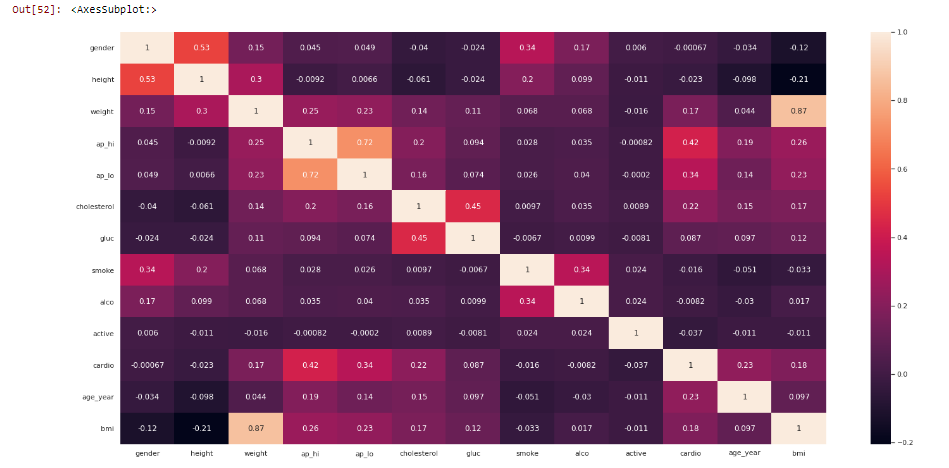 Out[52]: <AxesSubplot:>
gender 1 0.53 0.15 0.045 0.049 -0.04 -0.024 0.34 0.17 0.006 -0.00067 -0.034 -0.12
height 0.53 1 0.3 -0.0092 0.0066 -0.061 -0.024 0.2 0.099 -0.011 -0.023 -0.098 -0.21
weight 0.15 0.3 1 0.25 0.23 0.14 0.11 0.068 0.068 -0.016 0.17 0.044 0.87
ap_hi 0.045 -0.0092 0.25 1 0.72 0.2 0.094 0.028 0.035 -0.00082 0.42 0.19 0.26
ap_lo 0.049 0.0066 0.23 0.72 1 0.16 0.074 0.026 0.04 -0.0002 0.34 0.14 0.23
cholesterol -0.04 -0.061 0.14 0.2 0.16 1 0.45 0.0097 0.035 0.0089 0.22 0.15 0.17
gluc -0.024 -0.024 0.11 0.094 0.074 0.45 1 -0.0067 0.0099 -0.0081 0.087 0.097 0.12
smoke 0.34 0.2 0.068 0.028 0.026 0.0097 -0.0067 1 0.34 0.024 -0.016 -0.051 -0.033
alco 0.17 0.099 0.068 0.035 0.04 0.035 0.0099 0.34 1 0.024 -0.0082 -0.03 0.017
active 0.006 -0.011 -0.016 -0.00082 -0.0002 0.0089 -0.0081 0.024 0.024 1 -0.037 -0.011 -0.011
cardio -0.00067 -0.023 0.17 0.42 0.34 0.22 0.087 -0.016 -0.0082 -0.037 1 0.23 0.18
age_year -0.034 -0.098 0.044 0.19 0.14 0.15 0.097 -0.051 -0.03 -0.011 0.23 1 0.097
bmi -0.12 -0.21 0.87 0.26 0.23 0.17 0.12 -0.033 0.017 -0.011 0.18 0.097 1
gender height weight ap_hi ap_lo cholesterol gluc smoke alco active cardio age_year bmi
1.0
0.8
0.6
0.4
0.2
0.0
−0.2